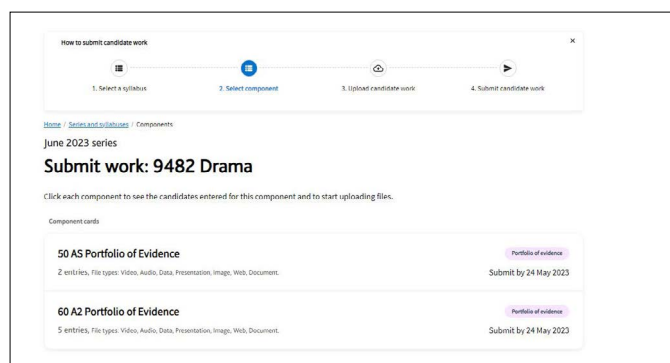 How to submit candidate work
×
1. Select a syllabus
2. Select component
3. Upload candidate work
4. Submit candidate work
Home / Series and syllabuses / Components
June 2023 series
Submit work: 9482 Drama
Click each component to see the candidates entered for this component and to start uploading files.
Component cards
50 AS Portfolio of Evidence
Portfolio of evidence
2 entries, File types: Video, Audio, Data, Presentation, Image, Web, Document.
Submit by 24 May 2023
60 A2 Portfolio of Evidence
Portfolio of evidence
5 entries, File types: Video, Audio, Data, Presentation, Image, Web, Document.
Submit by 24 May 2023